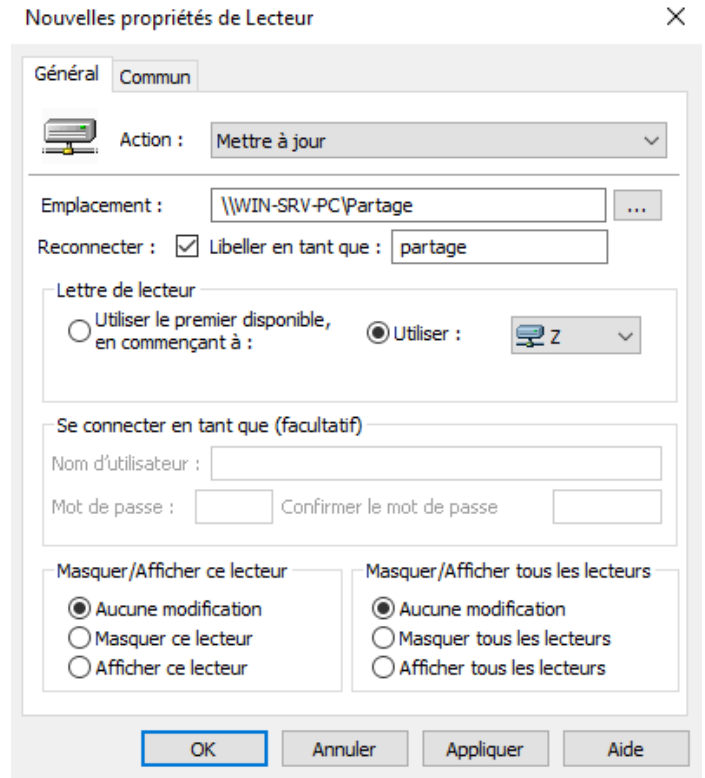 Nouvelles propriétés de Lecteur
Général Commun
Action : Mettre à jour
Emplacement : \\WIN-SRV-PC\Partage ...
Reconnecter : Libeller en tant que : partage
Lettre de lecteur
Utiliser le premier disponible,
en commençant à :
Utiliser : Z
Se connecter en tant que (facultatif)
Nom d'utilisateur :
Mot de passe : Confirmer le mot de passe
Masquer/Afficher ce lecteur
Aucune modification
Masquer ce lecteur
Afficher ce lecteur
Masquer/Afficher tous les lecteurs
Aucune modification
Masquer tous les lecteurs
Afficher tous les lecteurs
OK Annuler Appliquer Aide